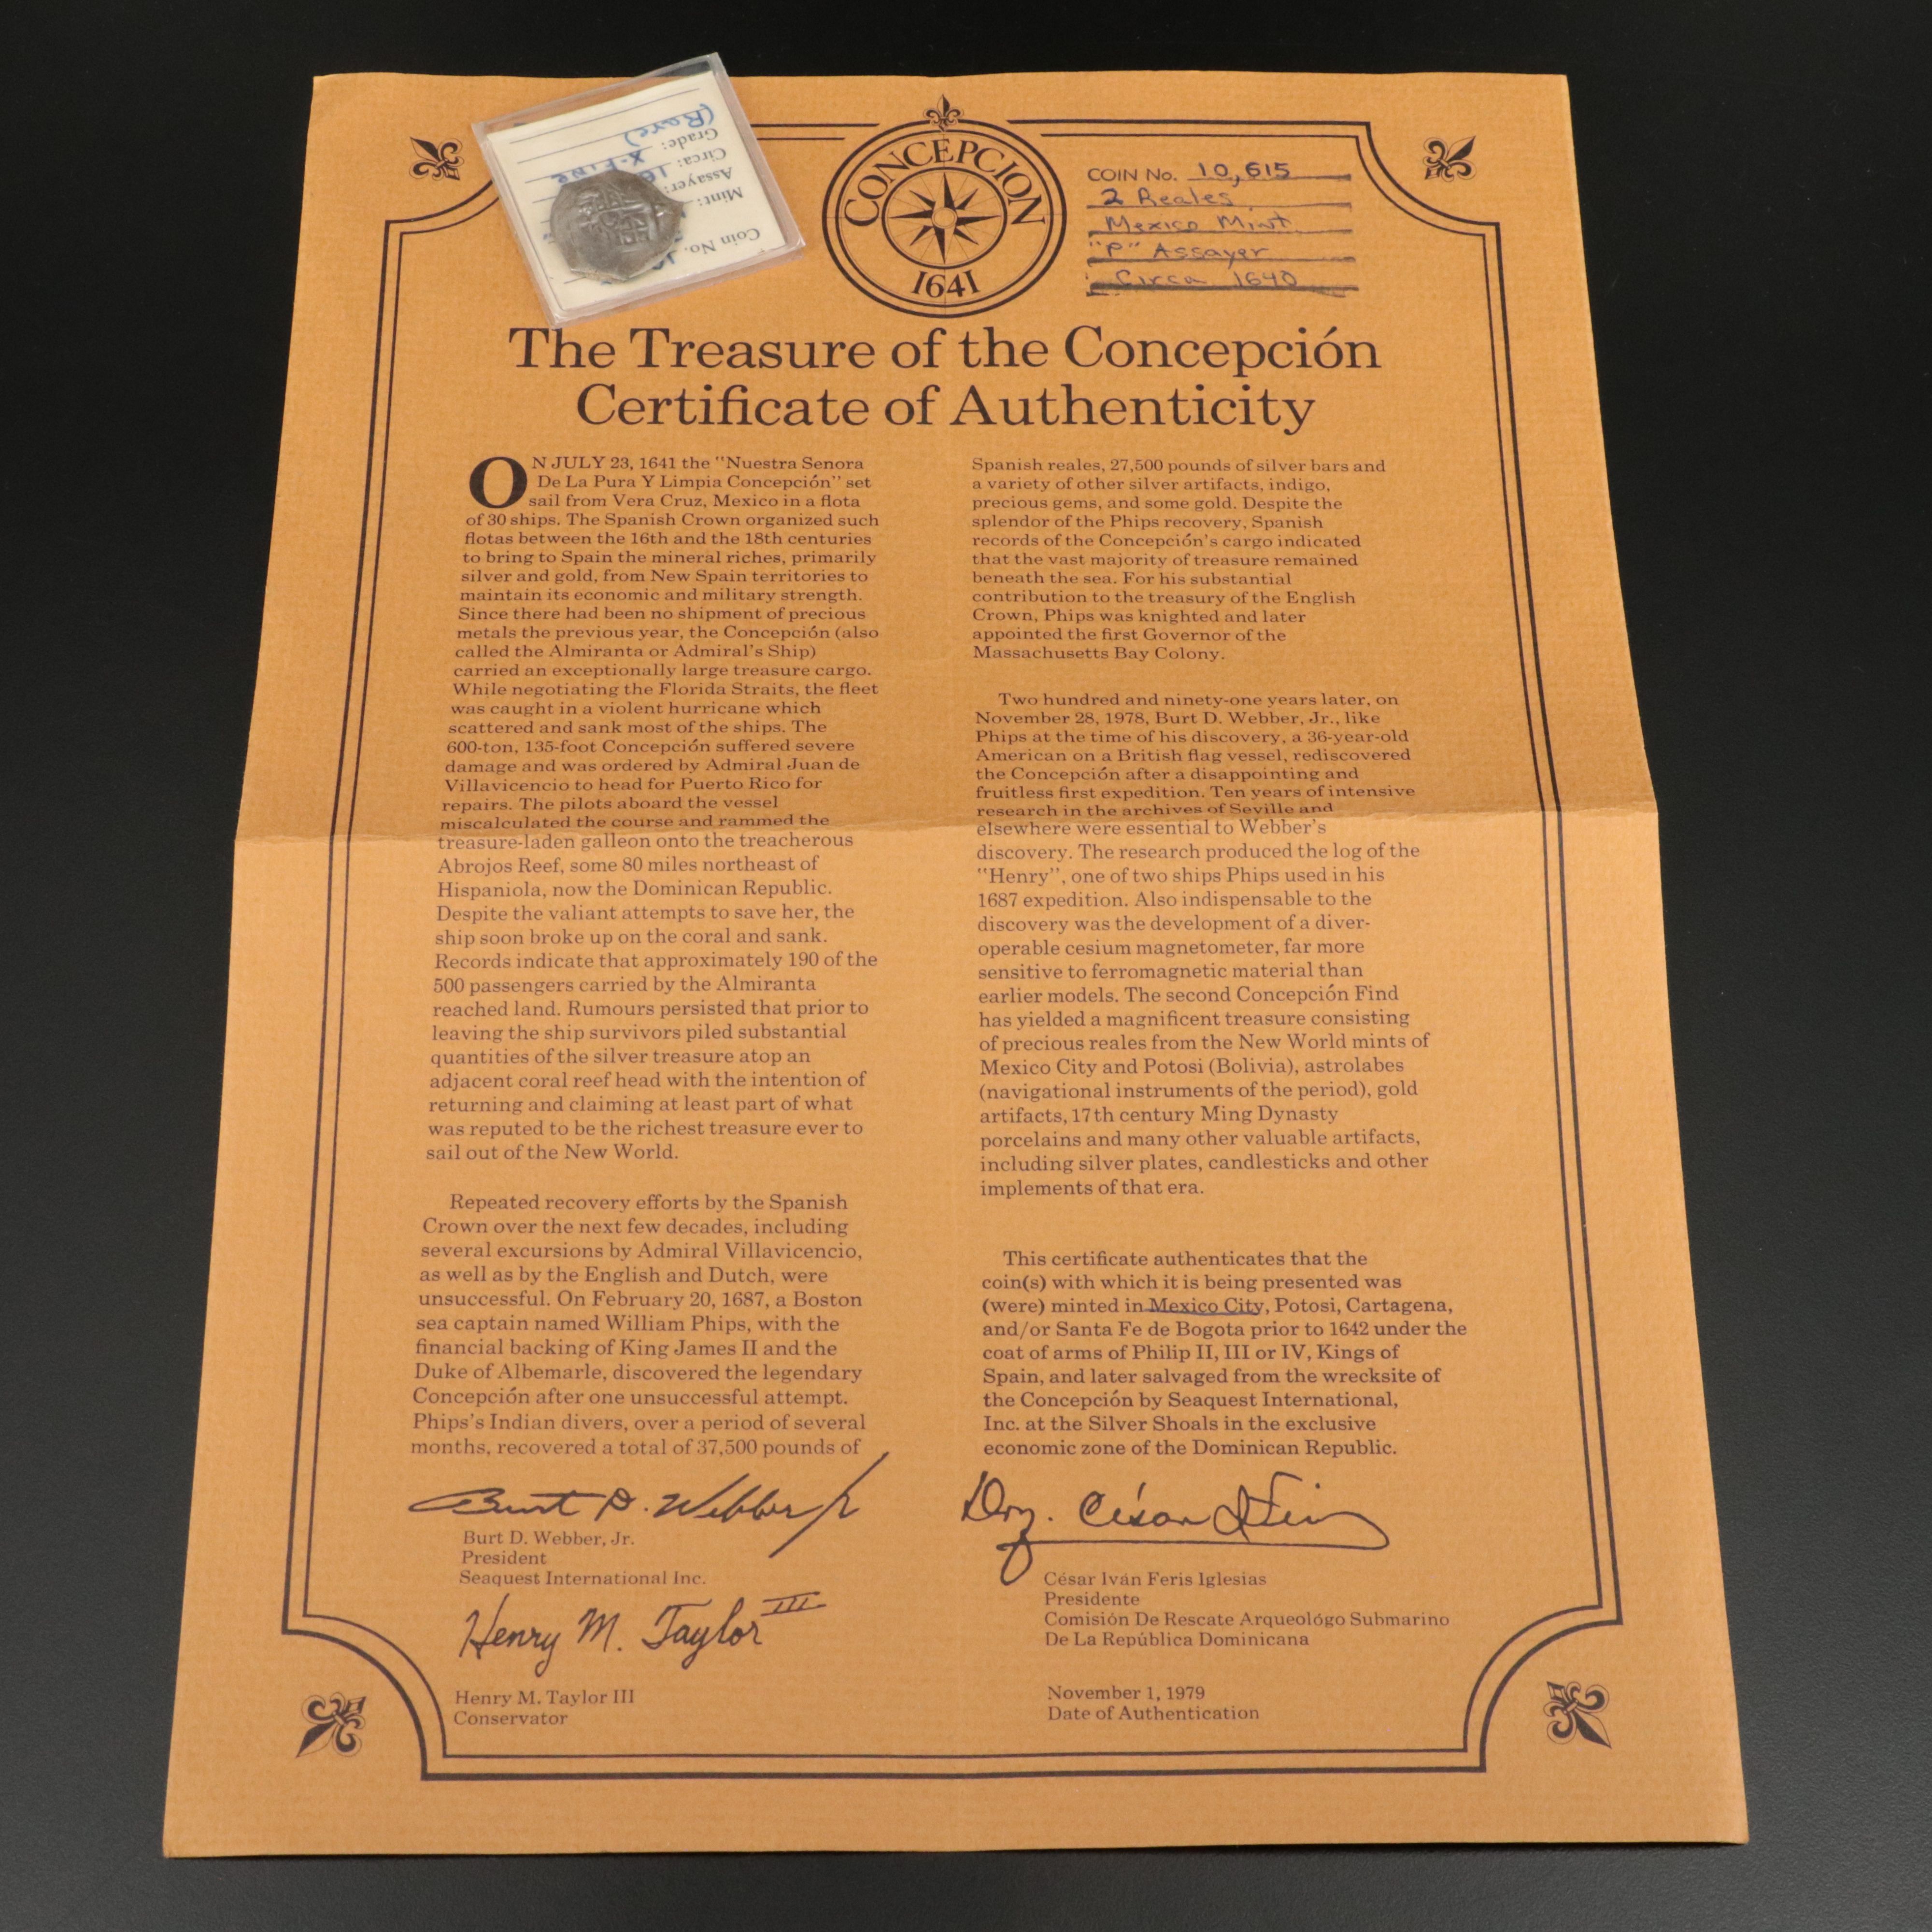 (Rare)
Grade: X-Fine
Circa: 16
Assayer:
Mint:
Coin No. 10
CONCEPCION
1641
COIN No. 10,615
2 Reales
Mexico Mint
"P" Assayer
Circa 1640
The Treasure of the Concepción
Certificate of Authenticity
ON JULY 23, 1641 the "Nuestra Senora
De La Pura Y Limpia Concepción" set
sail from Vera Cruz, Mexico in a flota
of 30 ships. The Spanish Crown organized such
flotas between the 16th and the 18th centuries
to bring to Spain the mineral riches, primarily
silver and gold, from New Spain territories to
maintain its economic and military strength.
Since there had been no shipment of precious
metals the previous year, the Concepción (also
called the Almiranta or Admiral's Ship)
carried an exceptionally large treasure cargo.
While negotiating the Florida Straits, the fleet
was caught in a violent hurricane which
scattered and sank most of the ships. The
600-ton, 135-foot Concepción suffered severe
damage and was ordered by Admiral Juan de
Villavicencio to head for Puerto Rico for
repairs. The pilots aboard the vessel
miscalculated the course and rammed the
treasure-laden galleon onto the treacherous
Abrojos Reef, some 80 miles northeast of
Hispaniola, now the Dominican Republic.
Despite the valiant attempts to save her, the
ship soon broke up on the coral and sank.
Records indicate that approximately 190 of the
500 passengers carried by the Almiranta
reached land. Rumours persisted that prior to
leaving the ship survivors piled substantial
quantities of the silver treasure atop an
adjacent coral reef head with the intention of
returning and claiming at least part of what
was reputed to be the richest treasure ever to
sail out of the New World.
Repeated recovery efforts by the Spanish
Crown over the next few decades, including
several excursions by Admiral Villavicencio,
as well as by the English and Dutch, were
unsuccessful. On February 20, 1687, a Boston
sea captain named William Phips, with the
financial backing of King James II and the
Duke of Albemarle, discovered the legendary
Concepción after one unsuccessful attempt.
Phips's Indian divers, over a period of several
months, recovered a total of 37,500 pounds of
Spanish reales, 27,500 pounds of silver bars and
a variety of other silver artifacts, indigo,
precious gems, and some gold. Despite the
splendor of the Phips recovery, Spanish
records of the Concepción's cargo indicated
that the vast majority of treasure remained
beneath the sea. For his substantial
contribution to the treasury of the English
Crown, Phips was knighted and later
appointed the first Governor of the
Massachusetts Bay Colony.
Two hundred and ninety-one years later, on
November 28, 1978, Burt D. Webber, Jr., like
Phips at the time of his discovery, a 36-year-old
American on a British flag vessel, rediscovered
the Concepción after a disappointing and
fruitless first expedition. Ten years of intensive
research in the archives of Seville and
elsewhere were essential to Webber's
discovery. The research produced the log of the
"Henry", one of two ships Phips used in his
1687 expedition. Also indispensable to the
discovery was the development of a diver-
operable cesium magnetometer, far more
sensitive to ferromagnetic material than
earlier models. The second Concepción Find
has yielded a magnificent treasure consisting
of precious reales from the New World mints of
Mexico City and Potosi (Bolivia), astrolabes
(navigational instruments of the period), gold
artifacts, 17th century Ming Dynasty
porcelains and many other valuable artifacts,
including silver plates, candlesticks and other
implements of that era.
This certificate authenticates that the
coin(s) with which it is being presented was
(were) minted in Mexico City, Potosi, Cartagena,
and/or Santa Fe de Bogota prior to 1642 under the
coat of arms of Philip II, III or IV, Kings of
Spain, and later salvaged from the wrecksite of
the Concepción by Seaquest International,
Inc. at the Silver Shoals in the exclusive
economic zone of the Dominican Republic.
Burt D. Webber Jr
Burt D. Webber, Jr.
President
Seaquest International Inc.
Henry M. Taylor III
Henry M. Taylor III
Conservator
César
César Iván Feris Iglesias
Presidente
Comisión De Rescate Arqueológo Submarino
De La República Dominicana
November 1, 1979
Date of Authentication